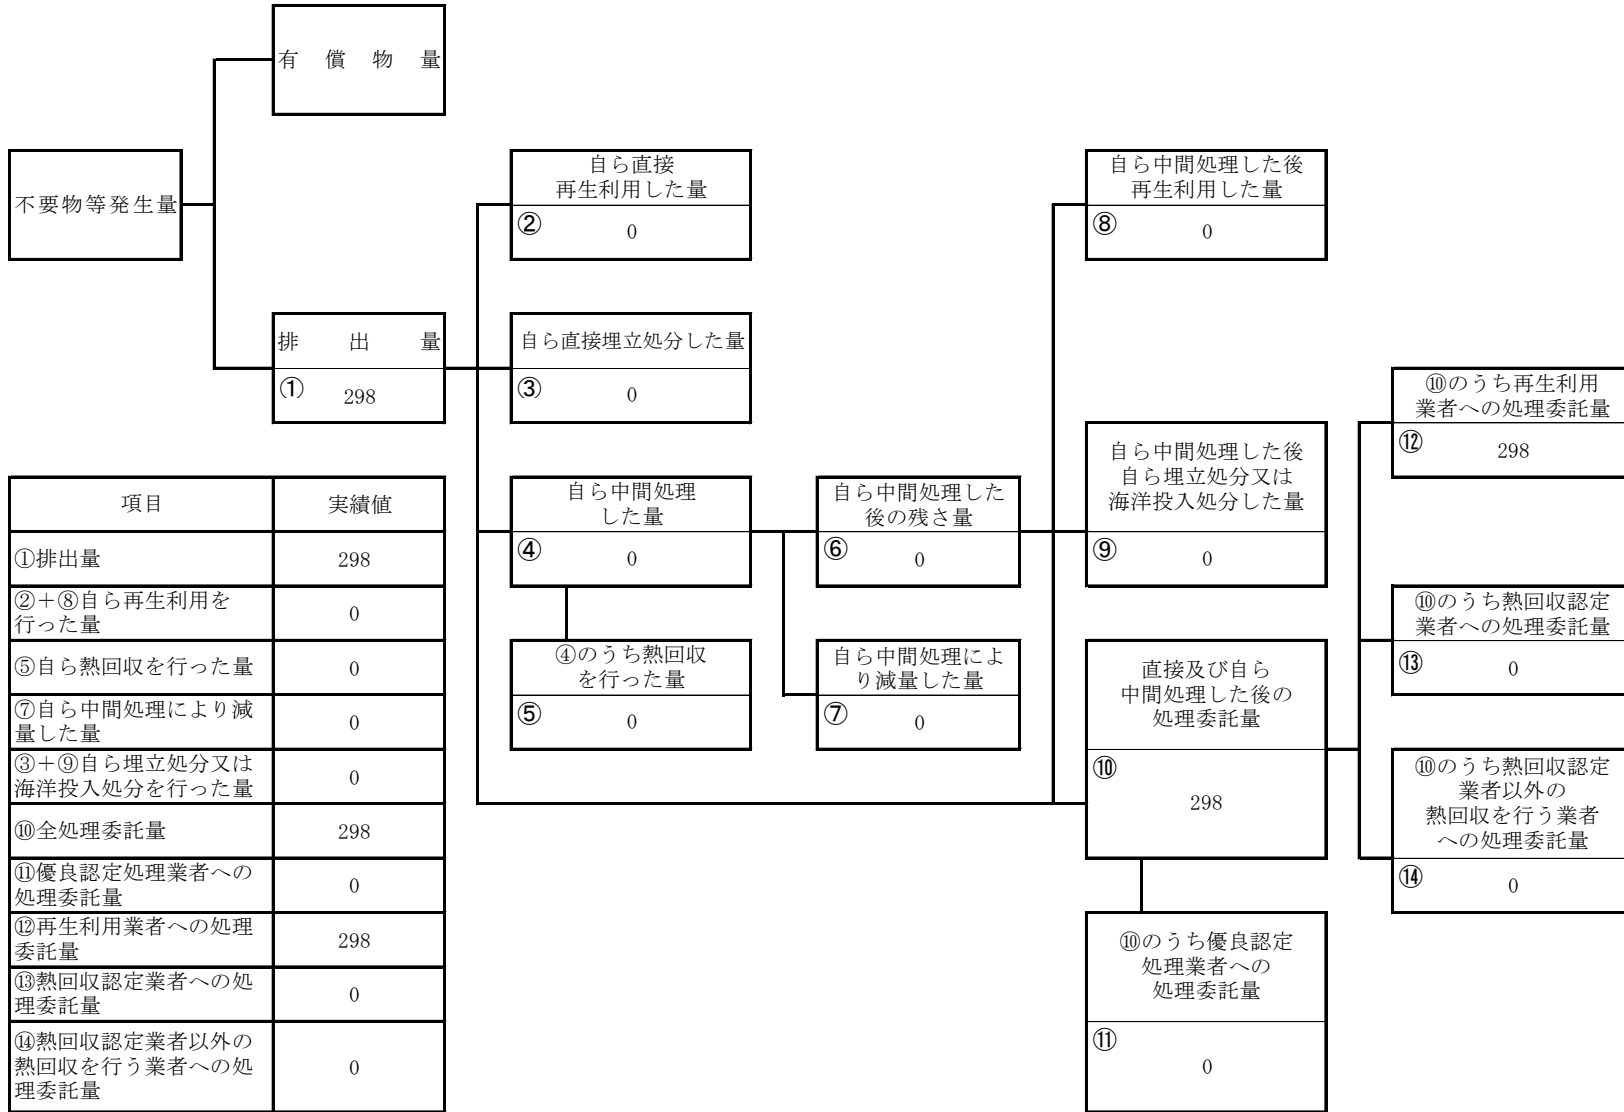 有償物量
不要物等発生量
排出量
① 298
自ら直接
再生利用した量
② 0
自ら直接埋立処分した量
③ 0
自ら中間処理
した量
④ 0
④のうち熱回収
を行った量
⑤ 0
自ら中間処理した
後の残さ量
⑥ 0
自ら中間処理によ
り減量した量
⑦ 0
自ら中間処理した後
再生利用した量
⑧ 0
自ら中間処理した後
自ら埋立処分又は
海洋投入処分した量
⑨ 0
直接及び自ら
中間処理した後の
処理委託量
⑩
298
⑩のうち優良認定
処理業者への
処理委託量
⑪
0
⑩のうち再生利用
業者への処理委託量
⑫ 298
⑩のうち熱回収認定
業者への処理委託量
⑬ 0
⑩のうち熱回収認定
業者以外の
熱回収を行う業者
への処理委託量
⑭ 0
項目 実績値
①排出量 298
②+⑧自ら再生利用を
行った量 0
⑤自ら熱回収を行った量 0
⑦自ら中間処理により減
量した量 0
③+⑨自ら埋立処分又は
海洋投入処分を行った量 0
⑩全処理委託量 298
⑪優良認定処理業者への
処理委託量 0
⑫再生利用業者への処理
委託量 298
⑬熱回収認定業者への処
理委託量 0
⑭熱回収認定業者以外の
熱回収を行う業者への処
理委託量 0